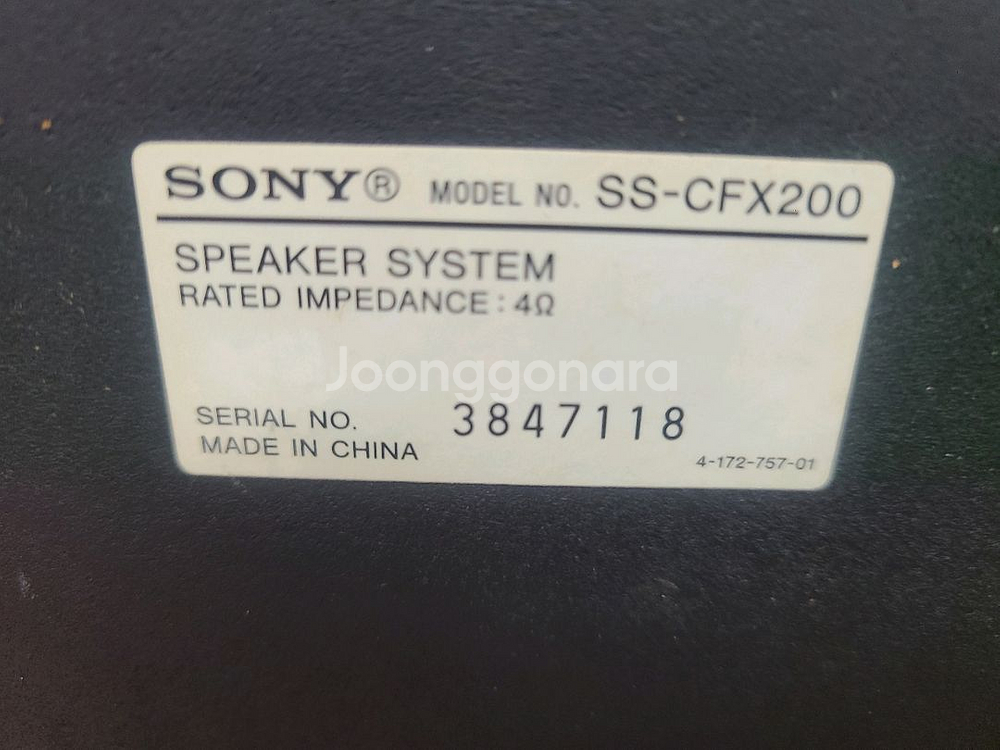 SONY® MODEL NO. SS-CFX200
SPEAKER SYSTEM
RATED IMPEDANCE : 4Ω
Joonggonara
SERIAL NO. 3847118
MADE IN CHINA
4-172-757-01